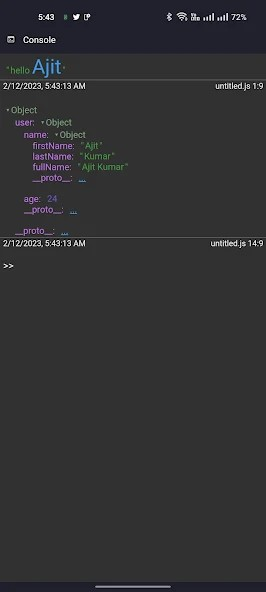 5:43 72%
Console
"hello Ajit"
2/12/2023, 5:43:13 AM untitled.js 1:9
▾Object
user: ▾Object
name: ▾Object
firstName: "Ajit"
lastName: "Kumar"
fullName: "Ajit Kumar"
__proto__: ...
age: 24
__proto__: ...
__proto__: ...
2/12/2023, 5:43:13 AM untitled.js 14:9
>>